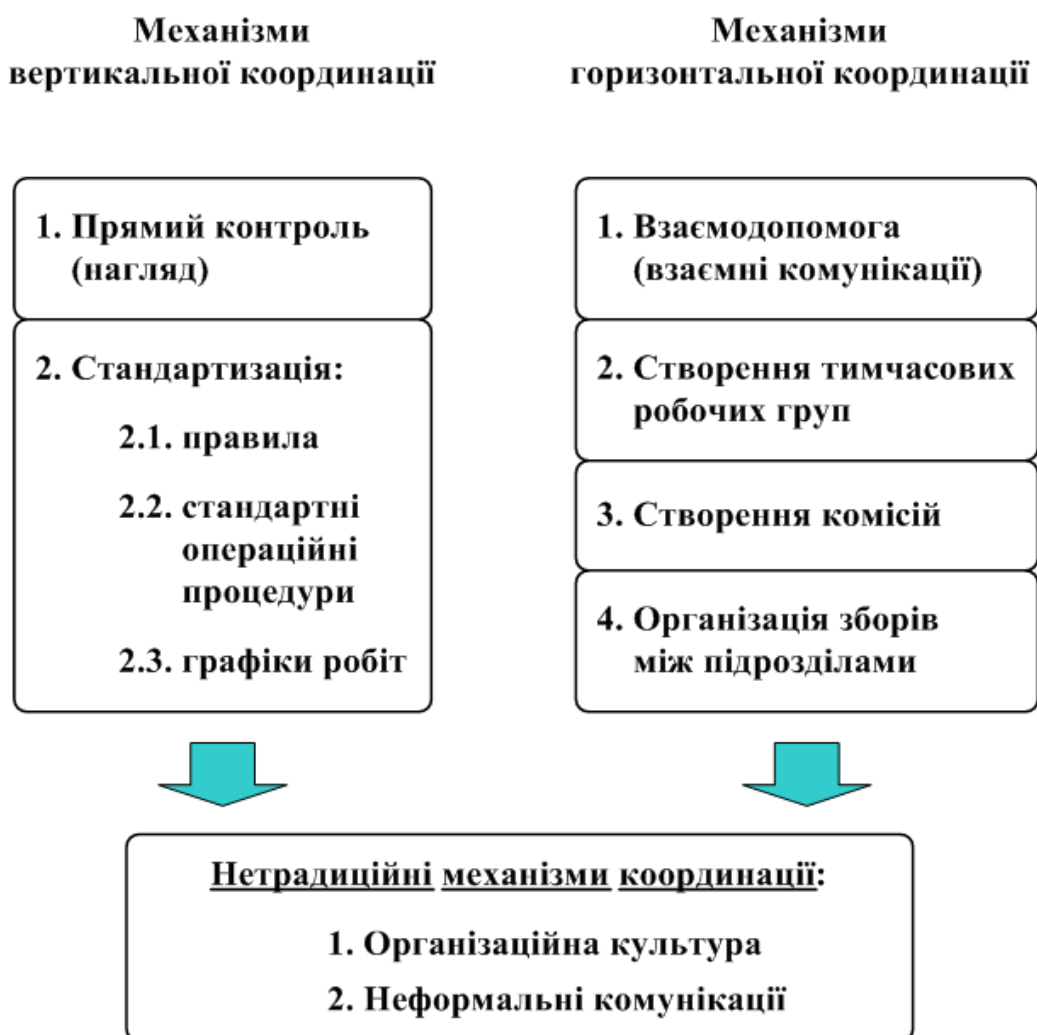 Механізми
вертикальної координації
Механізми
горизонтальної координації
1. Прямий контроль
(нагляд)
2. Стандартизація:
2.1. правила
2.2. стандартні
операційні
процедури
2.3. графіки робіт
1. Взаємодопомога
(взаємні комунікації)
2. Створення тимчасових
робочих груп
3. Створення комісій
4. Організація зборів
між підрозділами
Нетрадиційні механізми координації:
1. Організаційна культура
2. Неформальні комунікації